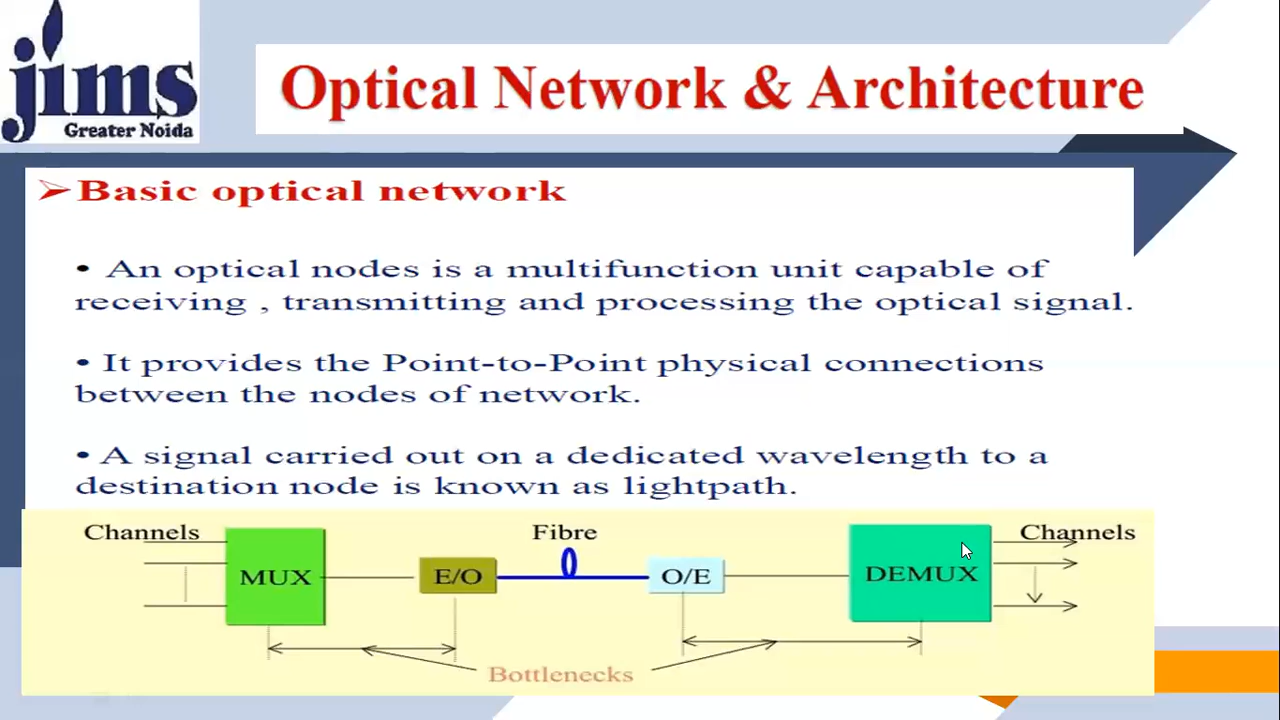 jims
Greater Noida
Optical Network & Architecture
➢Basic optical network
• An optical nodes is a multifunction unit capable of
receiving , transmitting and processing the optical signal.
• It provides the Point-to-Point physical connections
between the nodes of network.
• A signal carried out on a dedicated wavelength to a
destination node is known as lightpath.
Channels
Fibre
Channels
MUX
E/O
O/E
DEMUX
Bottlenecks